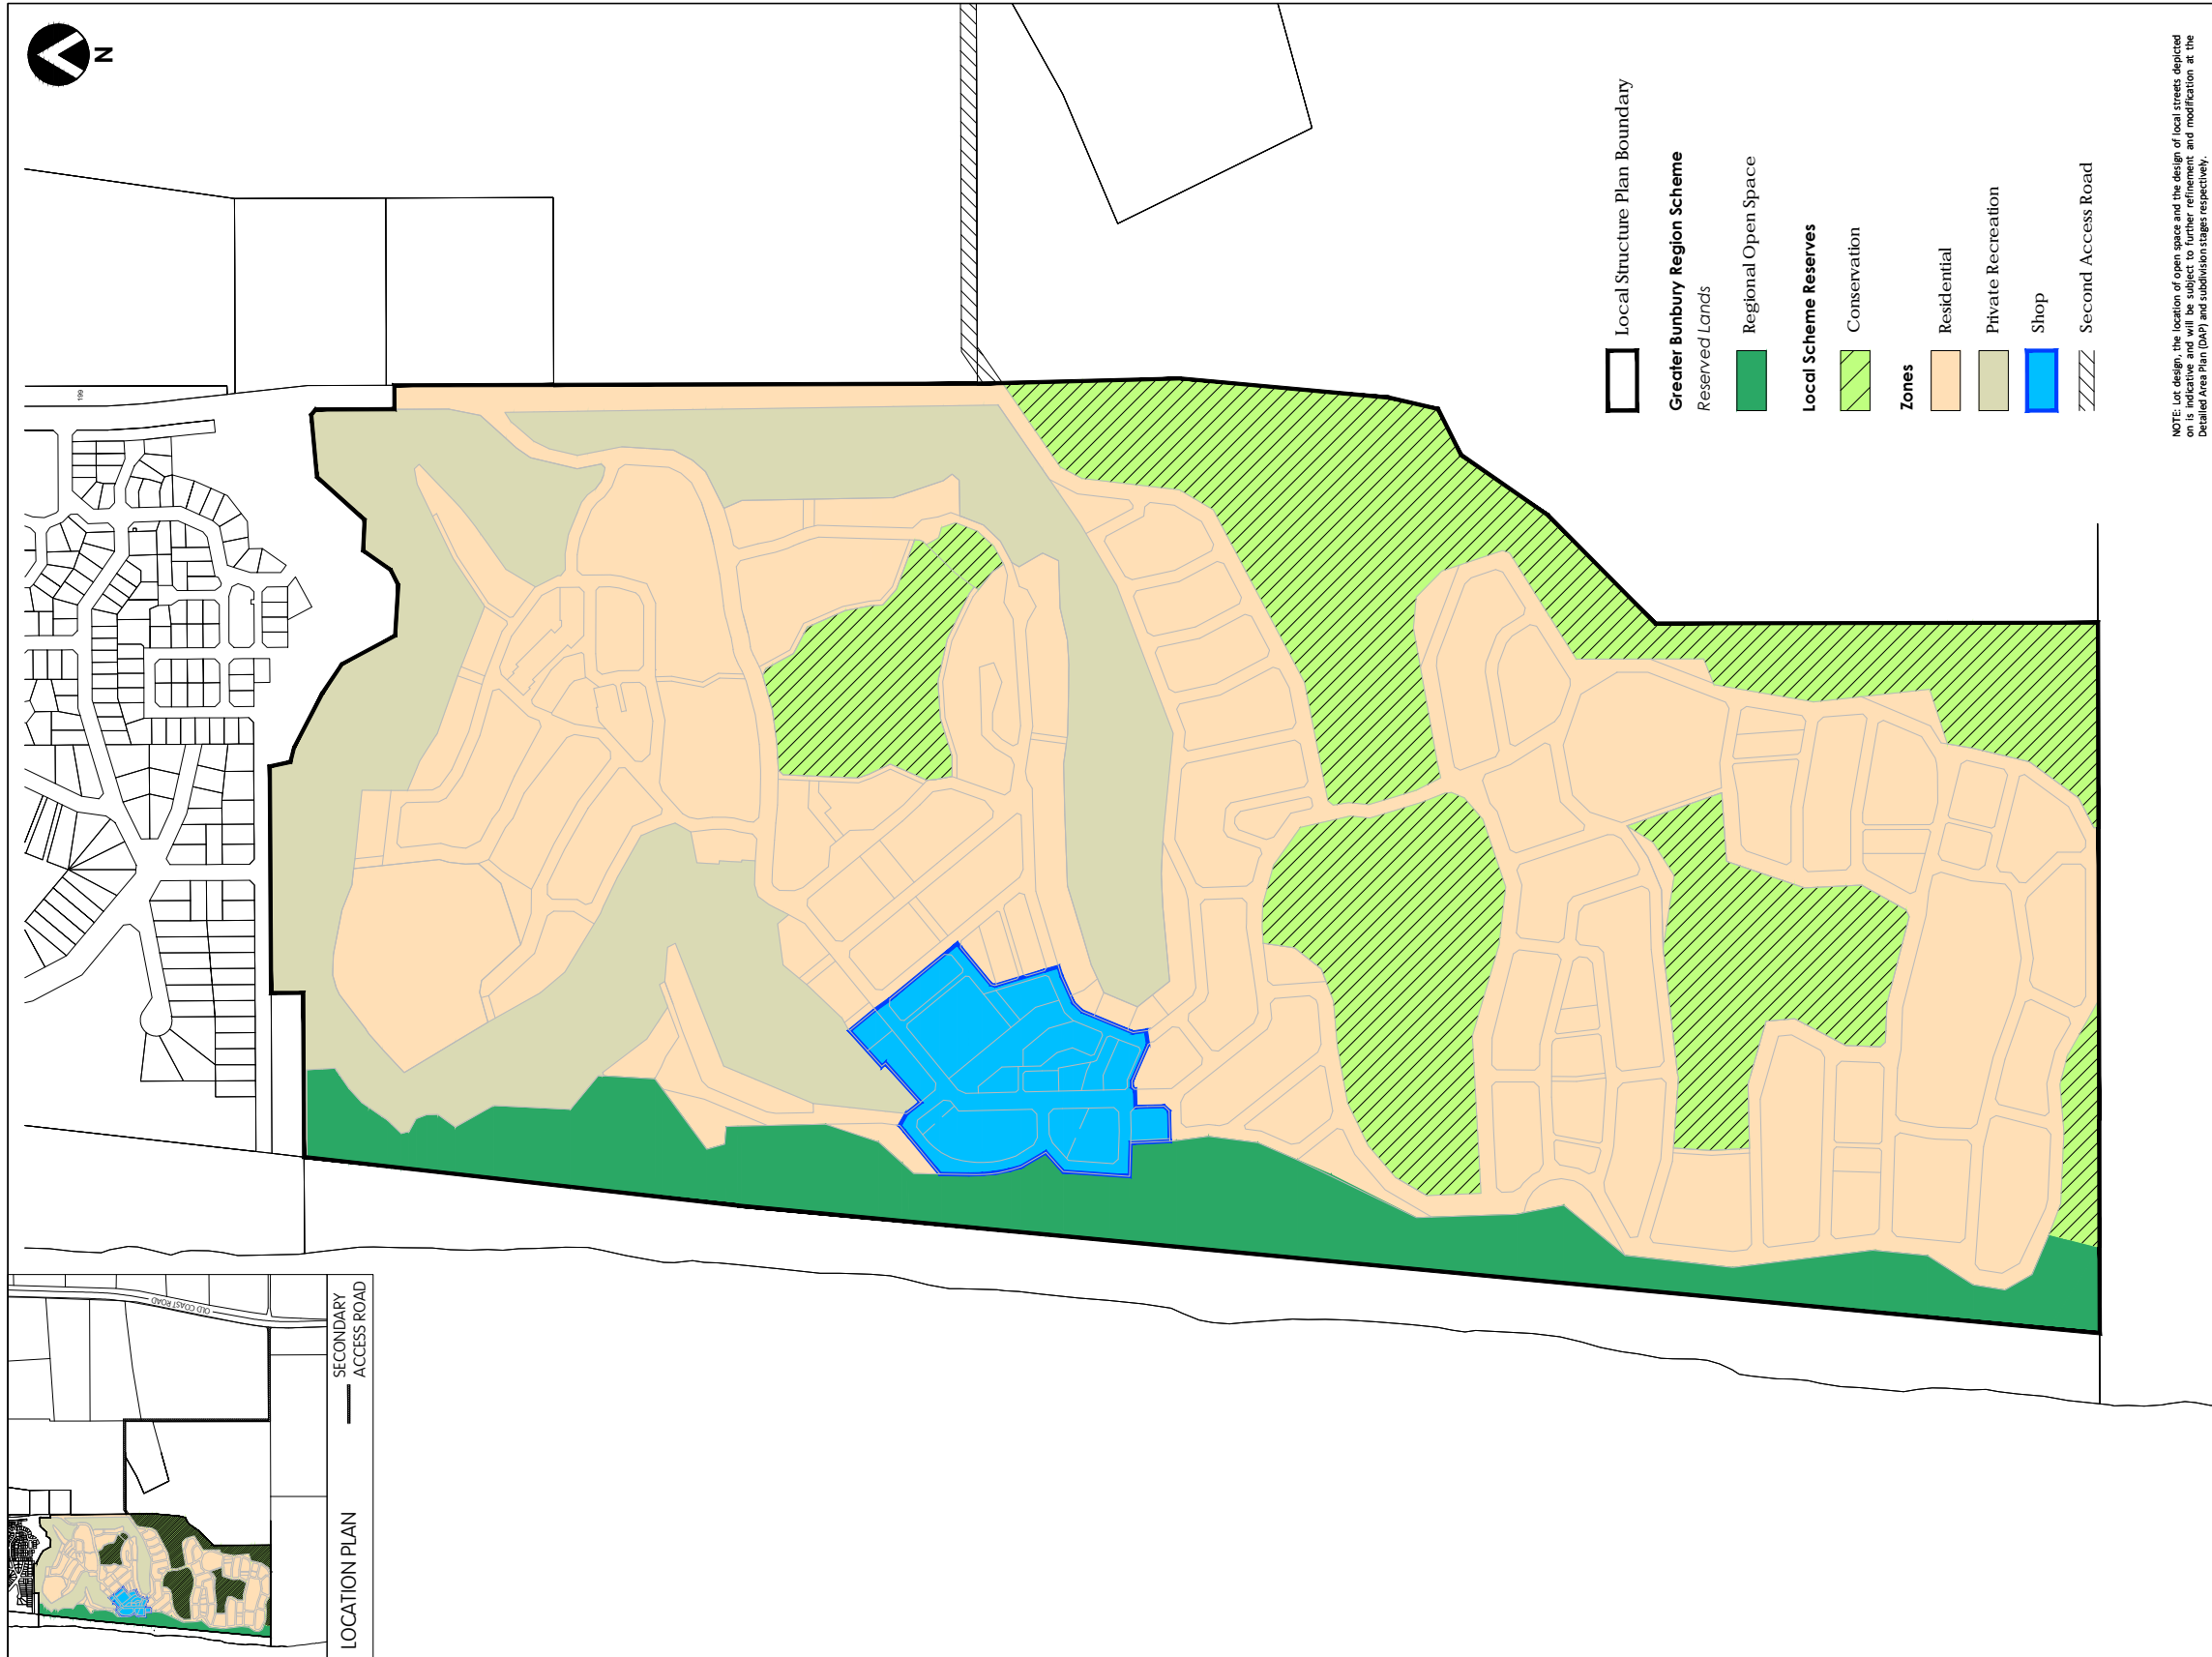 N
199
Local Structure Plan Boundary
Greater Bunbury Region Scheme
Reserved Lands
Regional Open Space
Local Scheme Reserves
Conservation
Zones
Residential
Private Recreation
Shop
Second Access Road
NOTE: Lot design, the location of open space and the design of local streets depicted
on is indicative and will be subject to further refinement and modification at the
Detailed Area Plan (DAP) and subdivision stages respectively.
OLD COAST ROAD
SECONDARY
ACCESS ROAD
LOCATION PLAN